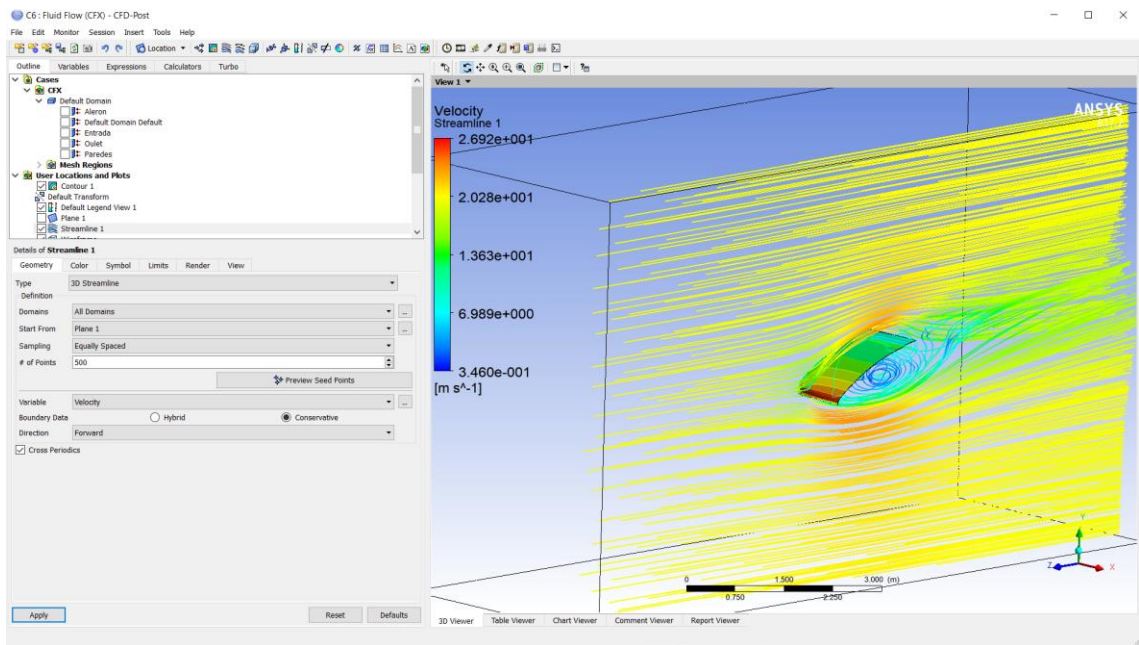 C6 : Fluid Flow (CFX) - CFD-Post
File Edit Monitor Session Insert Tools Help
Location
Outline Variables Expressions Calculators Turbo
Cases
CFX
Default Domain
Aleron
Default Domain Default
Entrada
Oulet
Paredes
Mesh Regions
User Locations and Plots
Contour 1
Default Transform
Default Legend View 1
Plane 1
Streamline 1
Details of Streamline 1
Geometry Color Symbol Limits Render View
Type 3D Streamline
Definition
Domains All Domains
Start From Plane 1
Sampling Equally Spaced
# of Points 500
Preview Seed Points
Variable Velocity
Boundary Data Hybrid Conservative
Direction Forward
Cross Periodics
Apply Reset Defaults
View 1
Velocity
Streamline 1
2.692e+001
2.028e+001
1.363e+001
6.989e+000
3.460e-001
[m s^-1]
ANSYS
Y
Z X
0 1.500 3.000 (m)
0.750 2.250
3D Viewer Table Viewer Chart Viewer Comment Viewer Report Viewer